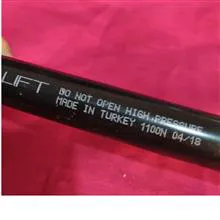 LIFT
DO NOT OPEN HIGH PRESSURE
MADE IN TURKEY 1100N 04/18